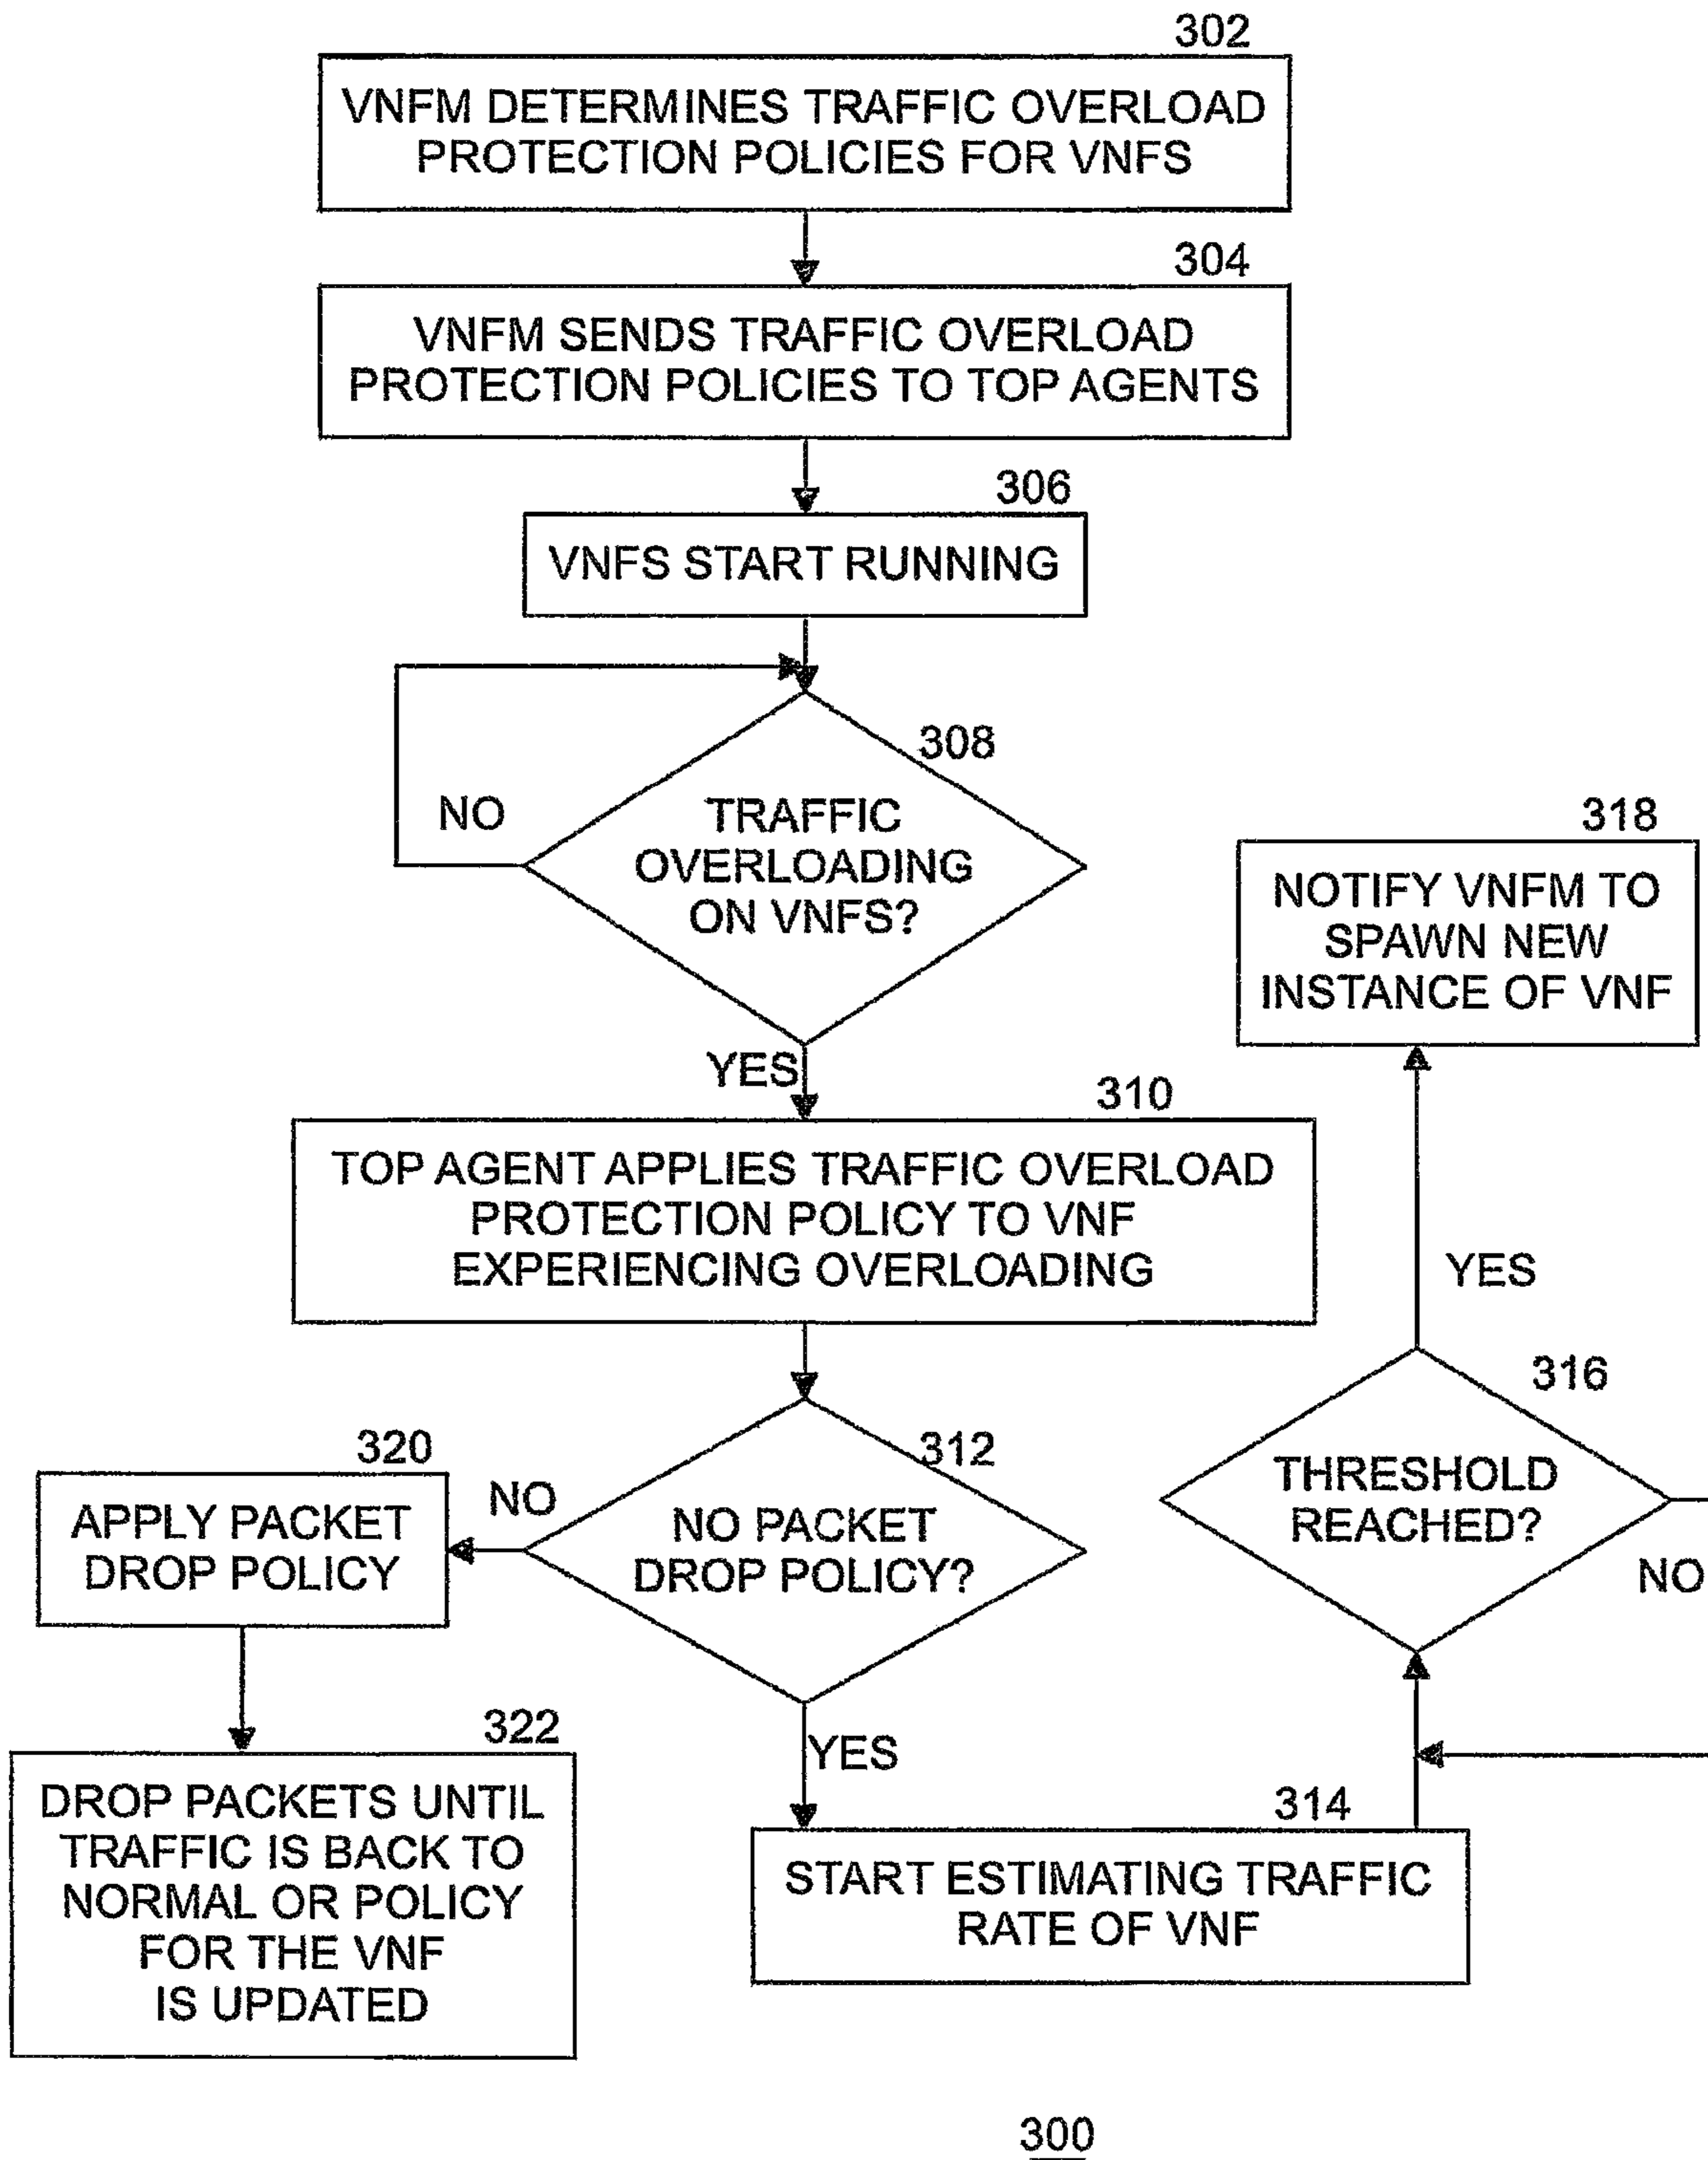 302
VNFM DETERMINES TRAFFIC OVERLOAD
PROTECTION POLICIES FOR VNFS
304
VNFM SENDS TRAFFIC OVERLOAD
PROTECTION POLICIES TO TOP AGENTS
306
VNFS START RUNNING
308
TRAFFIC
OVERLOADING
ON VNFS?
NO
YES
310
TOP AGENT APPLIES TRAFFIC OVERLOAD
PROTECTION POLICY TO VNF
EXPERIENCING OVERLOADING
312
NO PACKET
DROP POLICY?
NO
320
APPLY PACKET
DROP POLICY
322
DROP PACKETS UNTIL
TRAFFIC IS BACK TO
NORMAL OR POLICY
FOR THE VNF
IS UPDATED
YES
314
START ESTIMATING TRAFFIC
RATE OF VNF
316
THRESHOLD
REACHED?
NO
YES
318
NOTIFY VNFM TO
SPAWN NEW
INSTANCE OF VNF
300